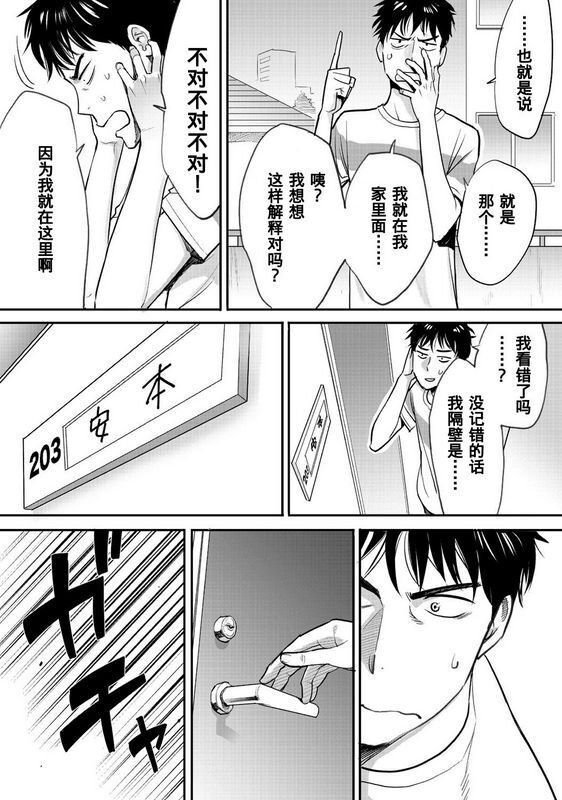 ……也就是说
就是
那个……
我就在我
家里面
咦？
我想想
这样解释对吗？
不对不对不对！
因为我就在这里啊
我看错了吗
……？
没记错的话
我隔壁是……
203 安本
ガチャ